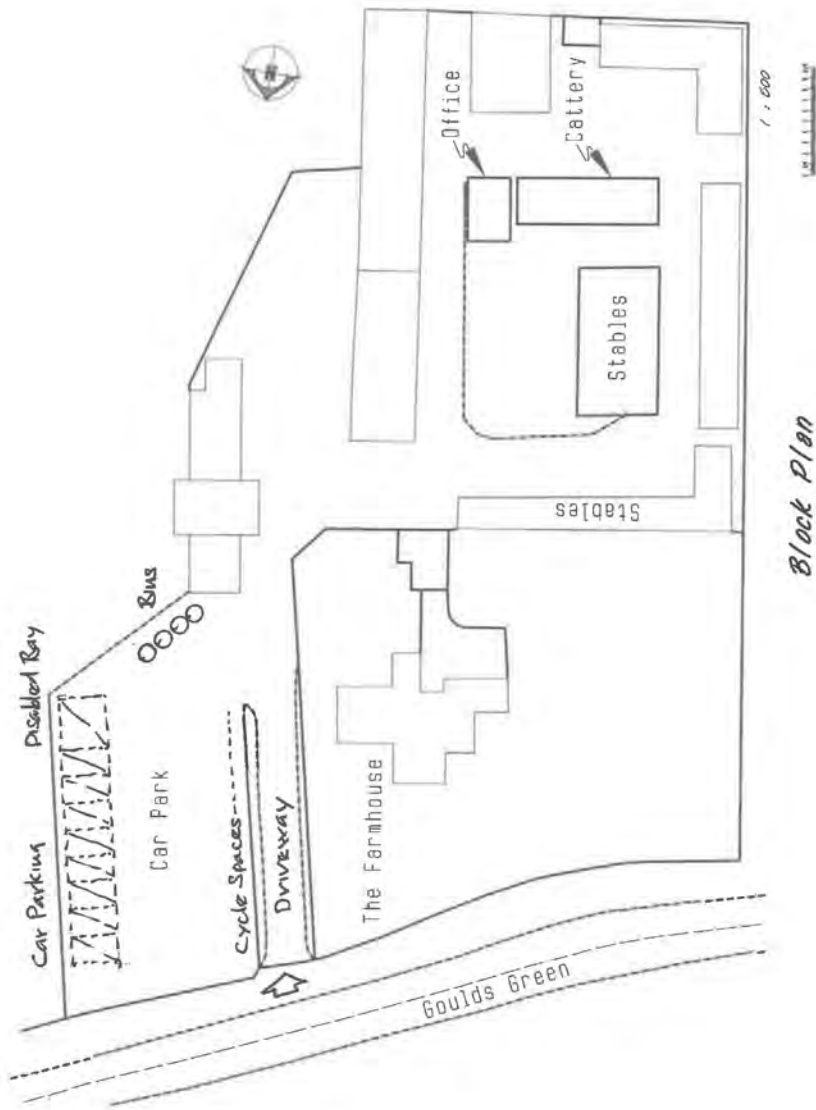 Car Parking
Disabled Bay
Bins
Car Park
Cycle Spaces
Driveway
The Farmhouse
Goulds Green
Stables
Stables
Office
Cattery
N
Block Plan